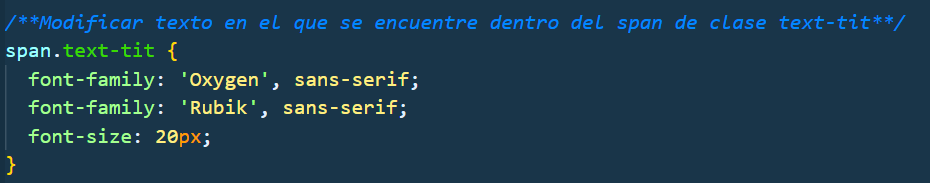 /**Modificar texto en el que se encuentre dentro del span de clase text-tit**/
span.text-tit {
  font-family: 'Oxygen', sans-serif;
  font-family: 'Rubik', sans-serif;
  font-size: 20px;
}